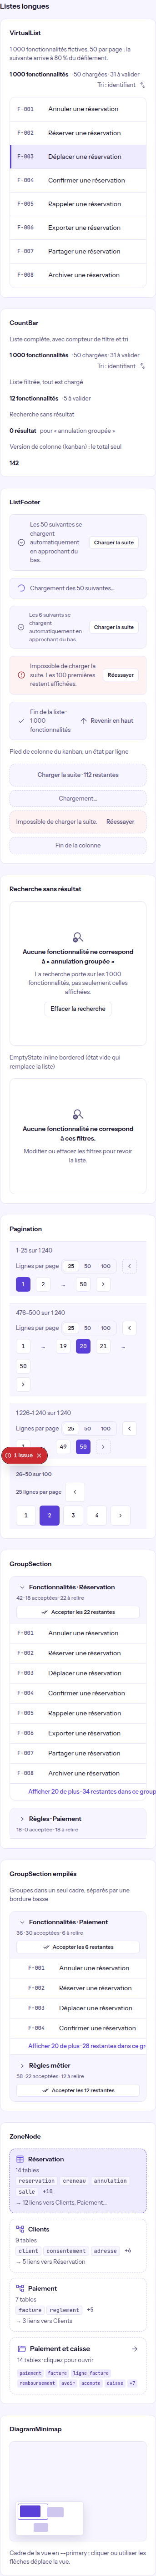 Listes longues
VirtualList
1 000 fonctionnalités fictives, 50 par page : la
suivante arrive à 80 % du défilement.
1 000 fonctionnalités · 50 chargées · 31 à valider
Tri : identifiant
F-001 Annuler une réservation
F-002 Réserver une réservation
F-003 Déplacer une réservation
F-004 Confirmer une réservation
F-005 Rappeler une réservation
F-006 Exporter une réservation
F-007 Partager une réservation
F-008 Archiver une réservation
CountBar
Liste complète, avec compteur de filtre et tri
1 000 fonctionnalités · 50 chargées · 31 à valider
Tri : identifiant
Liste filtrée, tout est chargé
12 fonctionnalités · 5 à valider
Recherche sans résultat
0 résultat pour « annulation groupée »
Version de colonne (kanban) : le total seul
142
ListFooter
Les 50 suivantes se
chargent
automatiquement
en approchant du
bas.
Charger la suite
Chargement des 50 suivantes…
Les 6 suivants se
chargent
automatiquement en
approchant du bas.
Charger la suite
Impossible de charger la
suite. Les 100 premières
restent affichées.
Réessayer
Fin de la liste ·
1 000
fonctionnalités
Revenir en haut
Pied de colonne du kanban, un état par ligne
Charger la suite · 112 restantes
Chargement…
Impossible de charger la suite. Réessayer
Fin de la colonne
Recherche sans résultat
Aucune fonctionnalité ne correspond
à « annulation groupée »
La recherche porte sur les 1 000
fonctionnalités, pas seulement celles
affichées.
Effacer la recherche
EmptyState inline bordered (état vide qui
remplace la liste)
Aucune fonctionnalité ne correspond
à ces filtres.
Modifiez ou effacez les filtres pour revoir
la liste.
Pagination
1–25 sur 1 240
Lignes par page 25 50 100
1 2 … 50
476–500 sur 1 240
Lignes par page 25 50 100
1 … 19 20 21 …
50
1 226–1 240 sur 1 240
Lignes par page 25 50 100
49 50
1 Issue
26–50 sur 100
25 lignes par page
1 2 3 4
GroupSection
Fonctionnalités · Réservation
42 · 18 acceptées · 22 à relire
Accepter les 22 restantes
F-001 Annuler une réservation
F-002 Réserver une réservation
F-003 Déplacer une réservation
F-004 Confirmer une réservation
F-005 Rappeler une réservation
F-006 Exporter une réservation
F-007 Partager une réservation
F-008 Archiver une réservation
Afficher 20 de plus · 34 restantes dans ce group
Règles · Paiement
18 · 0 acceptée · 18 à relire
GroupSection empilés
Groupes dans un seul cadre, séparés par une
bordure basse
Fonctionnalités · Paiement
36 · 30 acceptées · 6 à relire
Accepter les 6 restantes
F-001 Annuler une réservation
F-002 Réserver une réservation
F-003 Déplacer une réservation
F-004 Confirmer une réservation
Afficher 20 de plus · 28 restantes dans ce gr
Règles métier
58 · 22 acceptées · 12 à relire
Accepter les 12 restantes
ZoneNode
Réservation
14 tables
reservation creneau annulation
salle +10
→ 12 liens vers Clients, Paiement…
Clients
9 tables
client consentement adresse +6
→ 5 liens vers Réservation
Paiement
7 tables
facture reglement +5
→ 3 liens vers Clients
Paiement et caisse
14 tables · cliquez pour ouvrir
paiement facture ligne_facture
remboursement avoir acompte caisse +7
DiagramMinimap
Cadre de la vue en --primary ; cliquer ou utiliser les
flèches déplace la vue.